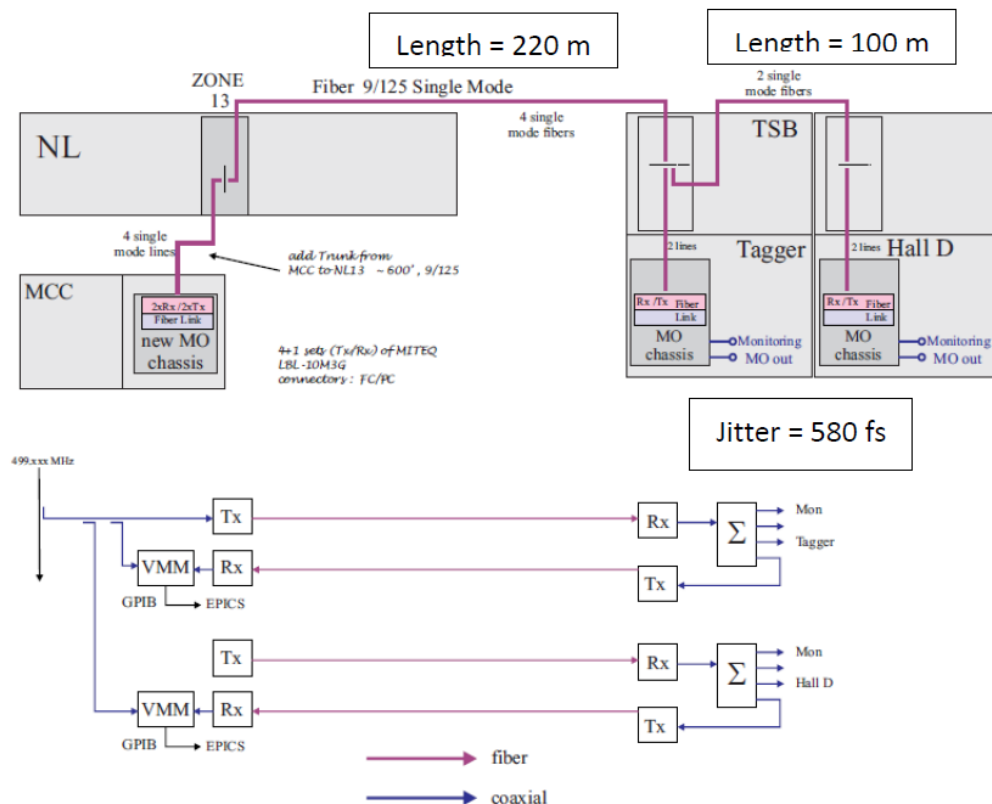 Length = 220 m
Length = 100 m
ZONE
13
Fiber 9/125 Single Mode
2 single
mode fibers
4 single
mode fibers
NL
TSB
4 single
mode lines
add Trunk from
MCC to NL13 ~ 600', 9/125
2 lines
Tagger
2 lines
Hall D
MCC
2xRx /2xTx
Fiber Link
new MO
chassis
4+1 sets (Tx/Rx) of MITEQ
LBL-10M3G
connectors : FC/PC
Rx /Tx Fiber
Link
MO
chassis
Monitoring
MO out
Rx /Tx Fiber
Link
MO
chassis
Monitoring
MO out
Jitter = 580 fs
499.xxx MHz
Tx
Rx
Σ
Mon
Tagger
VMM
Rx
Tx
GPIB
EPICS
Tx
Rx
Σ
Mon
Hall D
VMM
Rx
Tx
GPIB
EPICS
fiber
coaxial